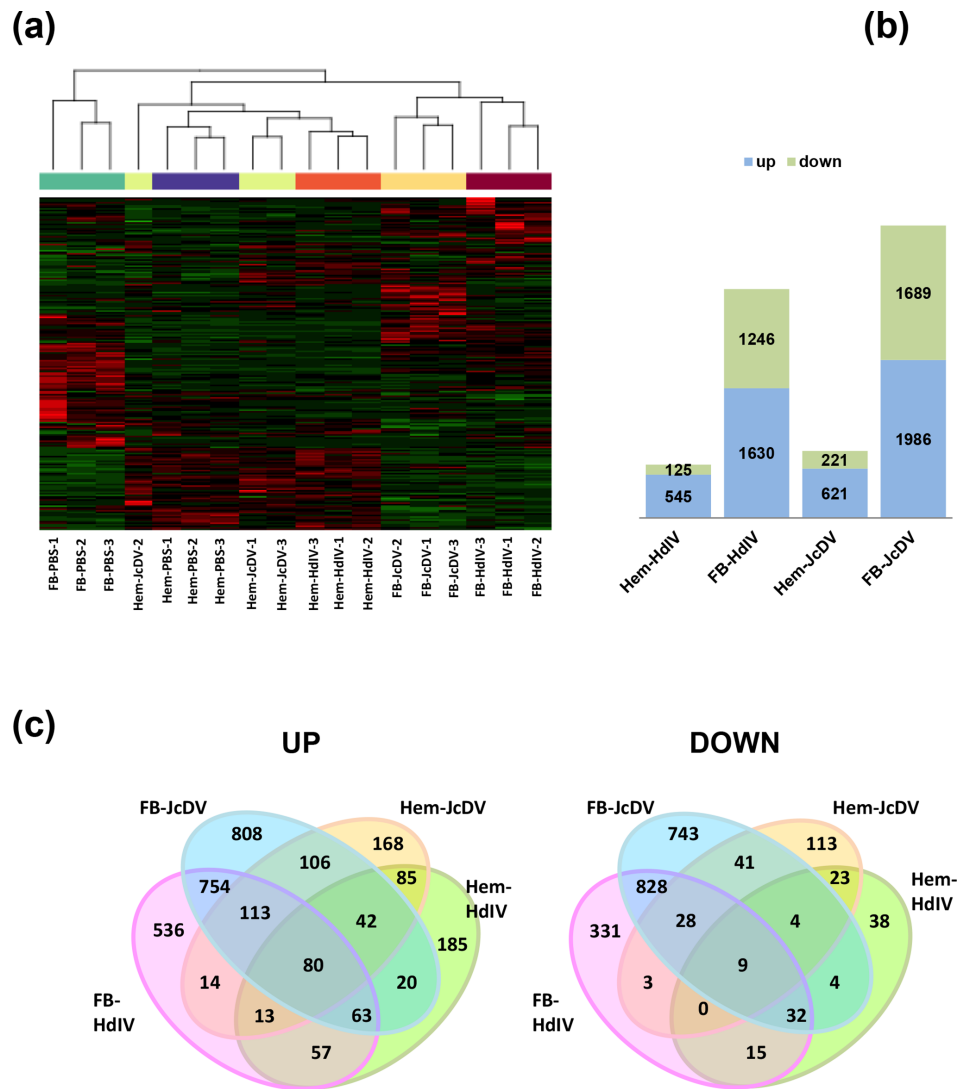 (a)
(b)
up down
1689
1246
1986
1630
221
125
621
545
Hem-HdIV
FB-HdIV
Hem-JcDV
FB-JcDV
FB-PBS-1
FB-PBS-2
FB-PBS-3
Hem-JcDV-2
Hem-PBS-1
Hem-PBS-2
Hem-PBS-3
Hem-JcDV-1
Hem-JcDV-3
Hem-HdIV-3
Hem-HdIV-1
Hem-HdIV-2
FB-JcDV-2
FB-JcDV-1
FB-JcDV-3
FB-HdIV-3
FB-HdIV-1
FB-HdIV-2
(c)
UP
FB-JcDV
Hem-JcDV
808
168
106
85
Hem-
HdIV
754
113
42
536
185
80
14
20
FB-
HdIV
13
63
57
DOWN
FB-JcDV
Hem-JcDV
743
113
41
23
Hem-
HdIV
828
28
4
38
331
9
3
4
FB-
HdIV
0
32
15